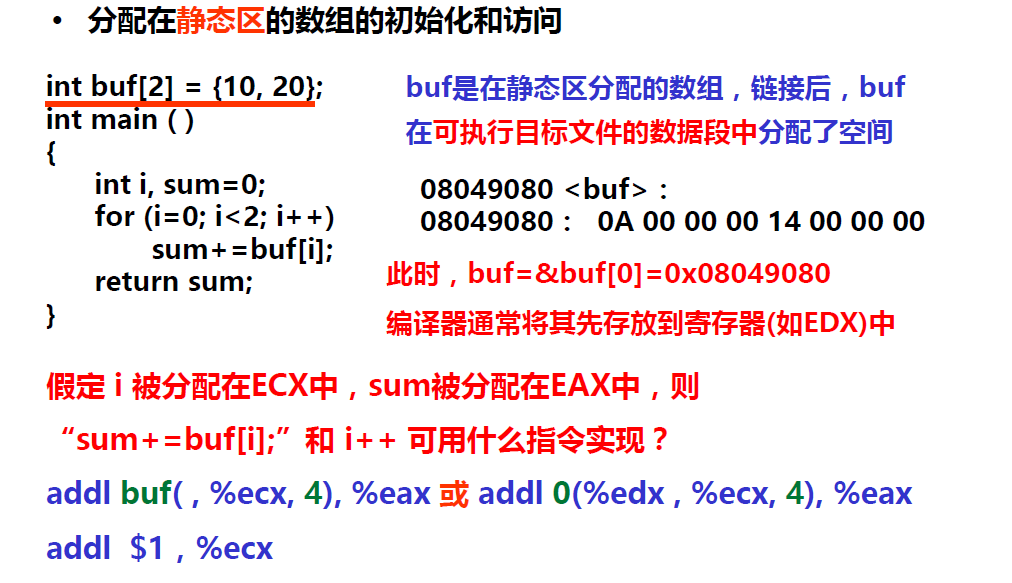 • 分配在静态区的数组的初始化和访问
int buf[2] = {10, 20};
int main ( )
{
int i, sum=0;
for (i=0; i<2; i++)
sum+=buf[i];
return sum;
}
buf是在静态区分配的数组，链接后，buf
在可执行目标文件的数据段中分配了空间
08049080 <buf>：
08049080： 0A 00 00 00 14 00 00 00
此时，buf=&buf[0]=0x08049080
编译器通常将其先存放到寄存器(如EDX)中
假定 i 被分配在ECX中，sum被分配在EAX中，则
“sum+=buf[i];” 和 i++ 可用什么指令实现？
addl buf( , %ecx, 4), %eax 或 addl 0(%edx , %ecx, 4), %eax
addl $1 , %ecx